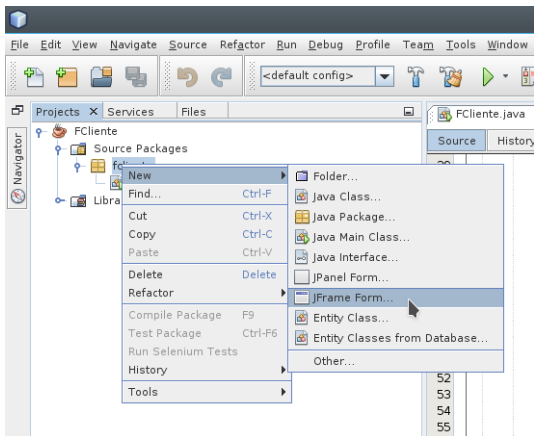 File Edit View Navigate Source Refactor Run Debug Profile Team Tools Window
<default config>
Projects X Services Files
FCliente.java
Navigator
FCliente
Source Packages
Source History
New
Find... Ctrl-F
Cut Ctrl-X
Copy Ctrl-C
Paste Ctrl-V
Delete Delete
Refactor
Compile Package F9
Test Package Ctrl-F6
Run Selenium Tests
History
Tools
Folder...
Java Class...
Java Package...
Java Main Class...
Java Interface...
JPanel Form...
JFrame Form...
Entity Class...
Entity Classes from Database...
Other...
52
53
54
55